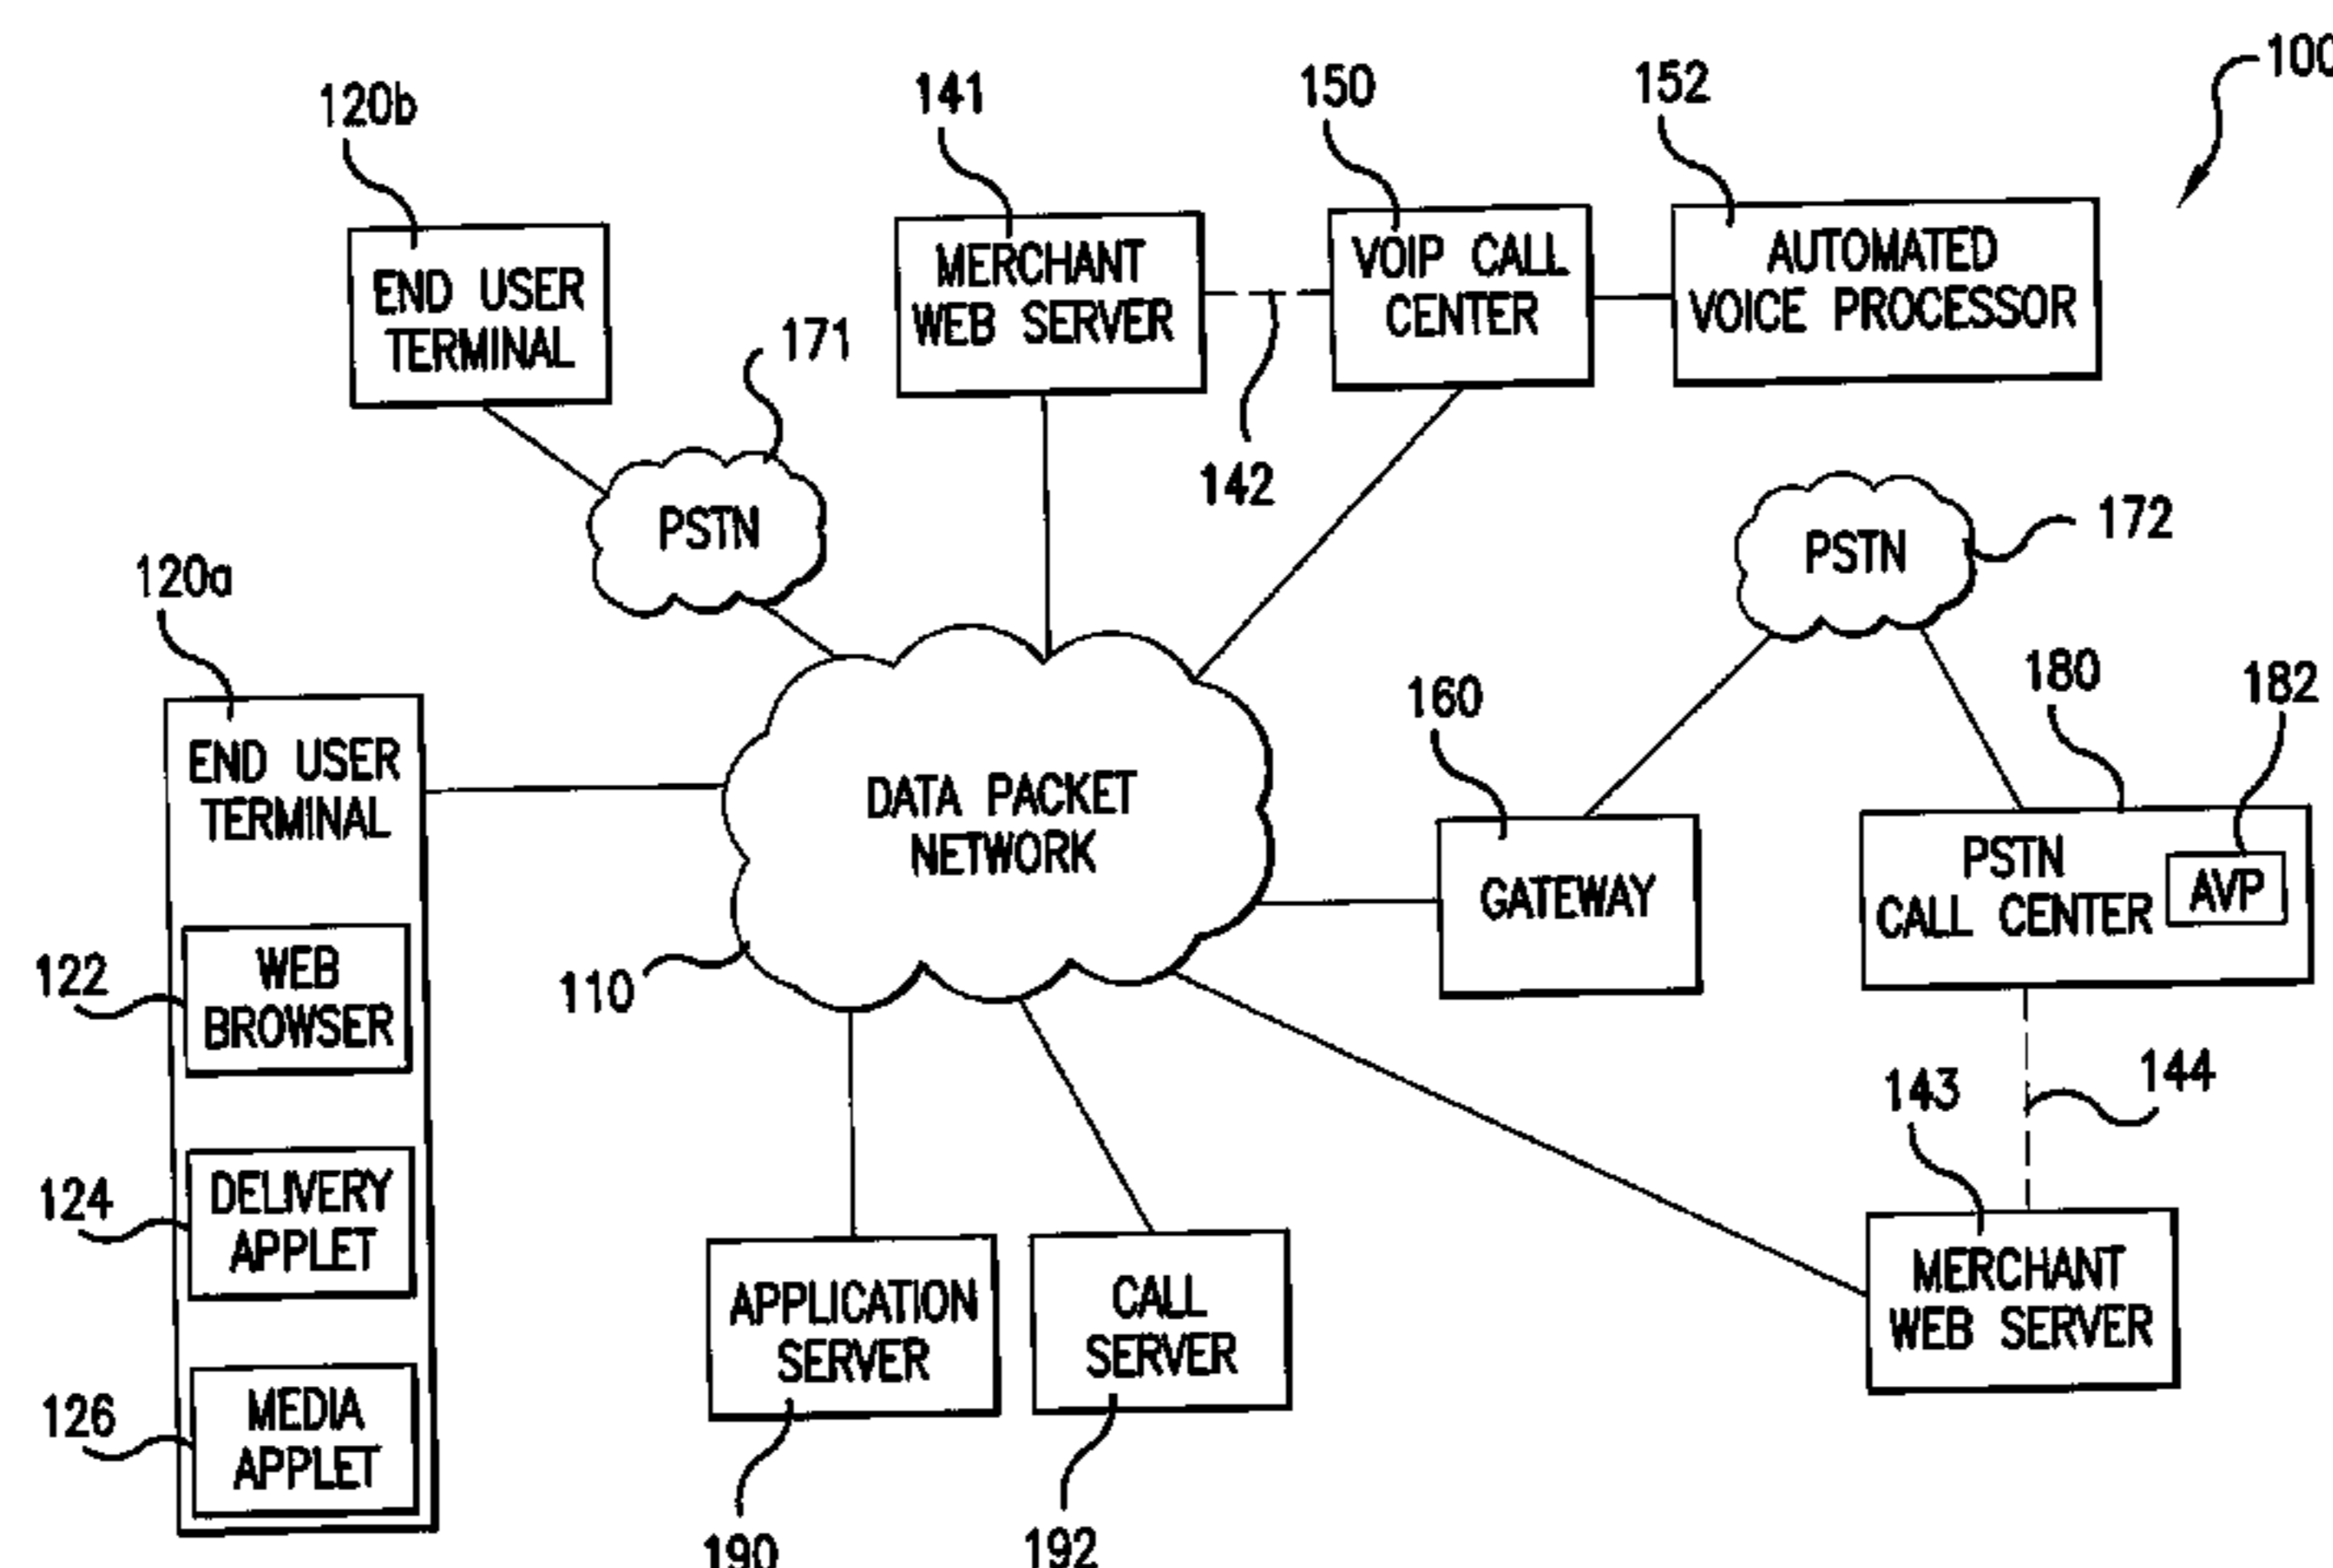 100
120b
141
150
152
END USER
TERMINAL
MERCHANT
WEB SERVER
VOIP CALL
CENTER
AUTOMATED
VOICE PROCESSOR
171
142
PSTN
PSTN
172
120a
160
180
182
END USER
TERMINAL
DATA PACKET
NETWORK
GATEWAY
PSTN
CALL CENTER
AVP
122
WEB
BROWSER
110
143
144
124
DELIVERY
APPLET
APPLICATION
SERVER
CALL
SERVER
MERCHANT
WEB SERVER
126
MEDIA
APPLET
190
192